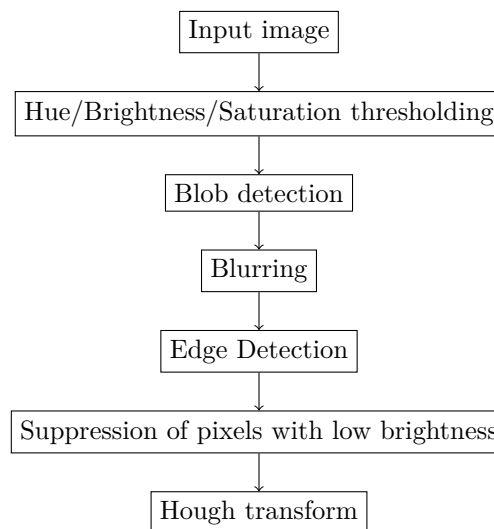 Input image
Hue/Brightness/Saturation thresholding
Blob detection
Blurring
Edge Detection
Suppression of pixels with low brightness
Hough transform